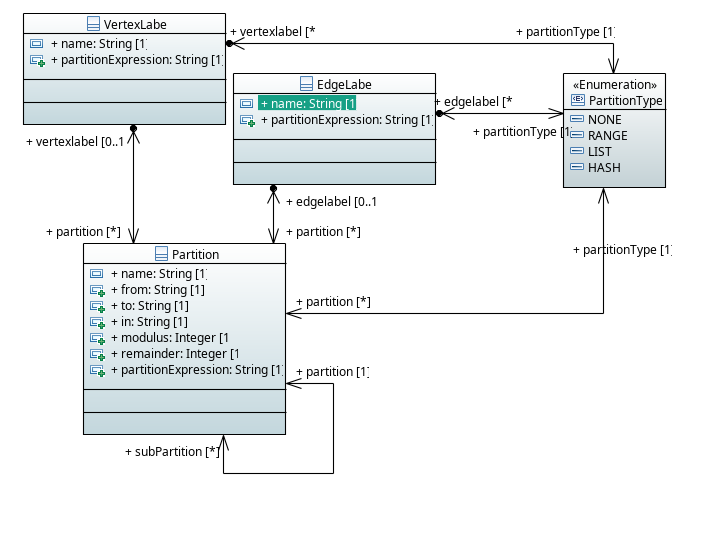 VertexLabe
+ name: String [1]
+ partitionExpression: String [1]
+ vertexlabel [*
+ partitionType [1]
EdgeLabe
+ name: String [1
+ partitionExpression: String [1]
+ edgelabel [*
+ partitionType [1]
«Enumeration»
PartitionType
NONE
RANGE
LIST
HASH
+ vertexlabel [0..1
+ partition [*]
+ edgelabel [0..1
+ partition [*]
+ partitionType [1]
Partition
+ name: String [1]
+ from: String [1]
+ to: String [1]
+ in: String [1]
+ modulus: Integer [1
+ remainder: Integer [1
+ partitionExpression: String [1]
+ partition [*]
+ partition [1]
+ subPartition [*]